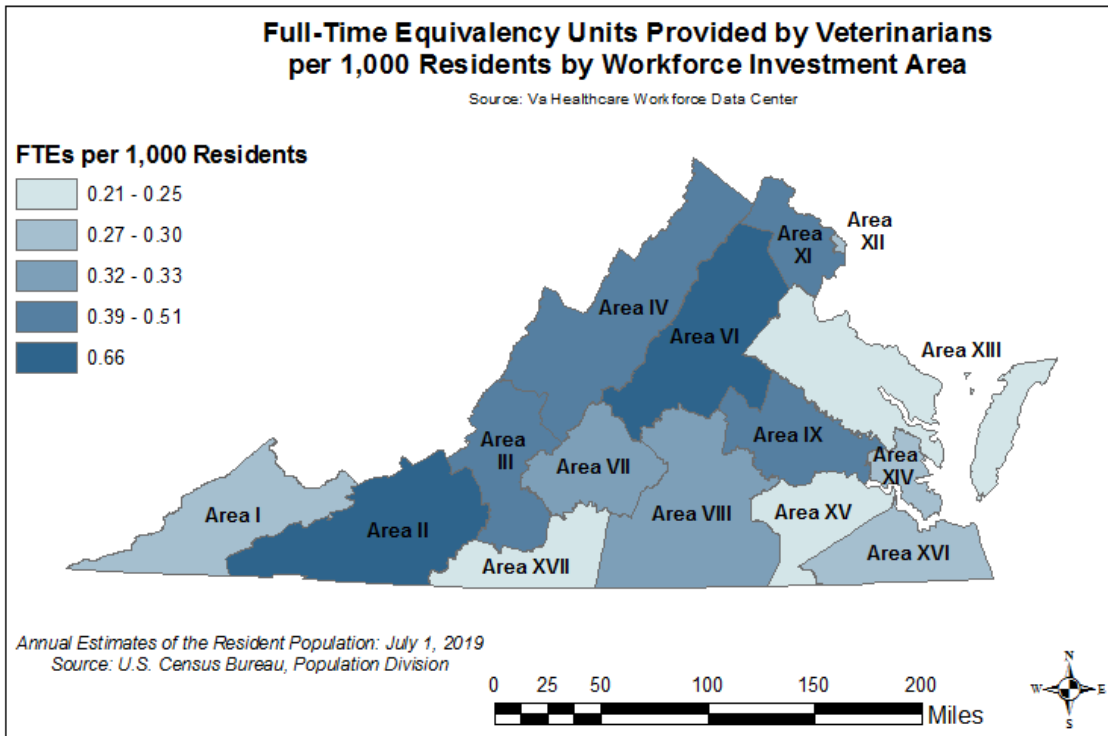 Full-Time Equivalency Units Provided by Veterinarians
per 1,000 Residents by Workforce Investment Area
Source: Va Healthcare Workforce Data Center
FTEs per 1,000 Residents
0.21 - 0.25
0.27 - 0.30
0.32 - 0.33
0.39 - 0.51
0.66
Area
XII
Area
XI
Area IV
Area VI
Area XIII
Area
III
Area IX
Area VII
Area
XIV
Area I
Area II
Area VIII
Area XV
Area XVI
Area XVII
Annual Estimates of the Resident Population: July 1, 2019
Source: U.S. Census Bureau, Population Division
0 25 50 100 150 200
Miles
N
W E
S